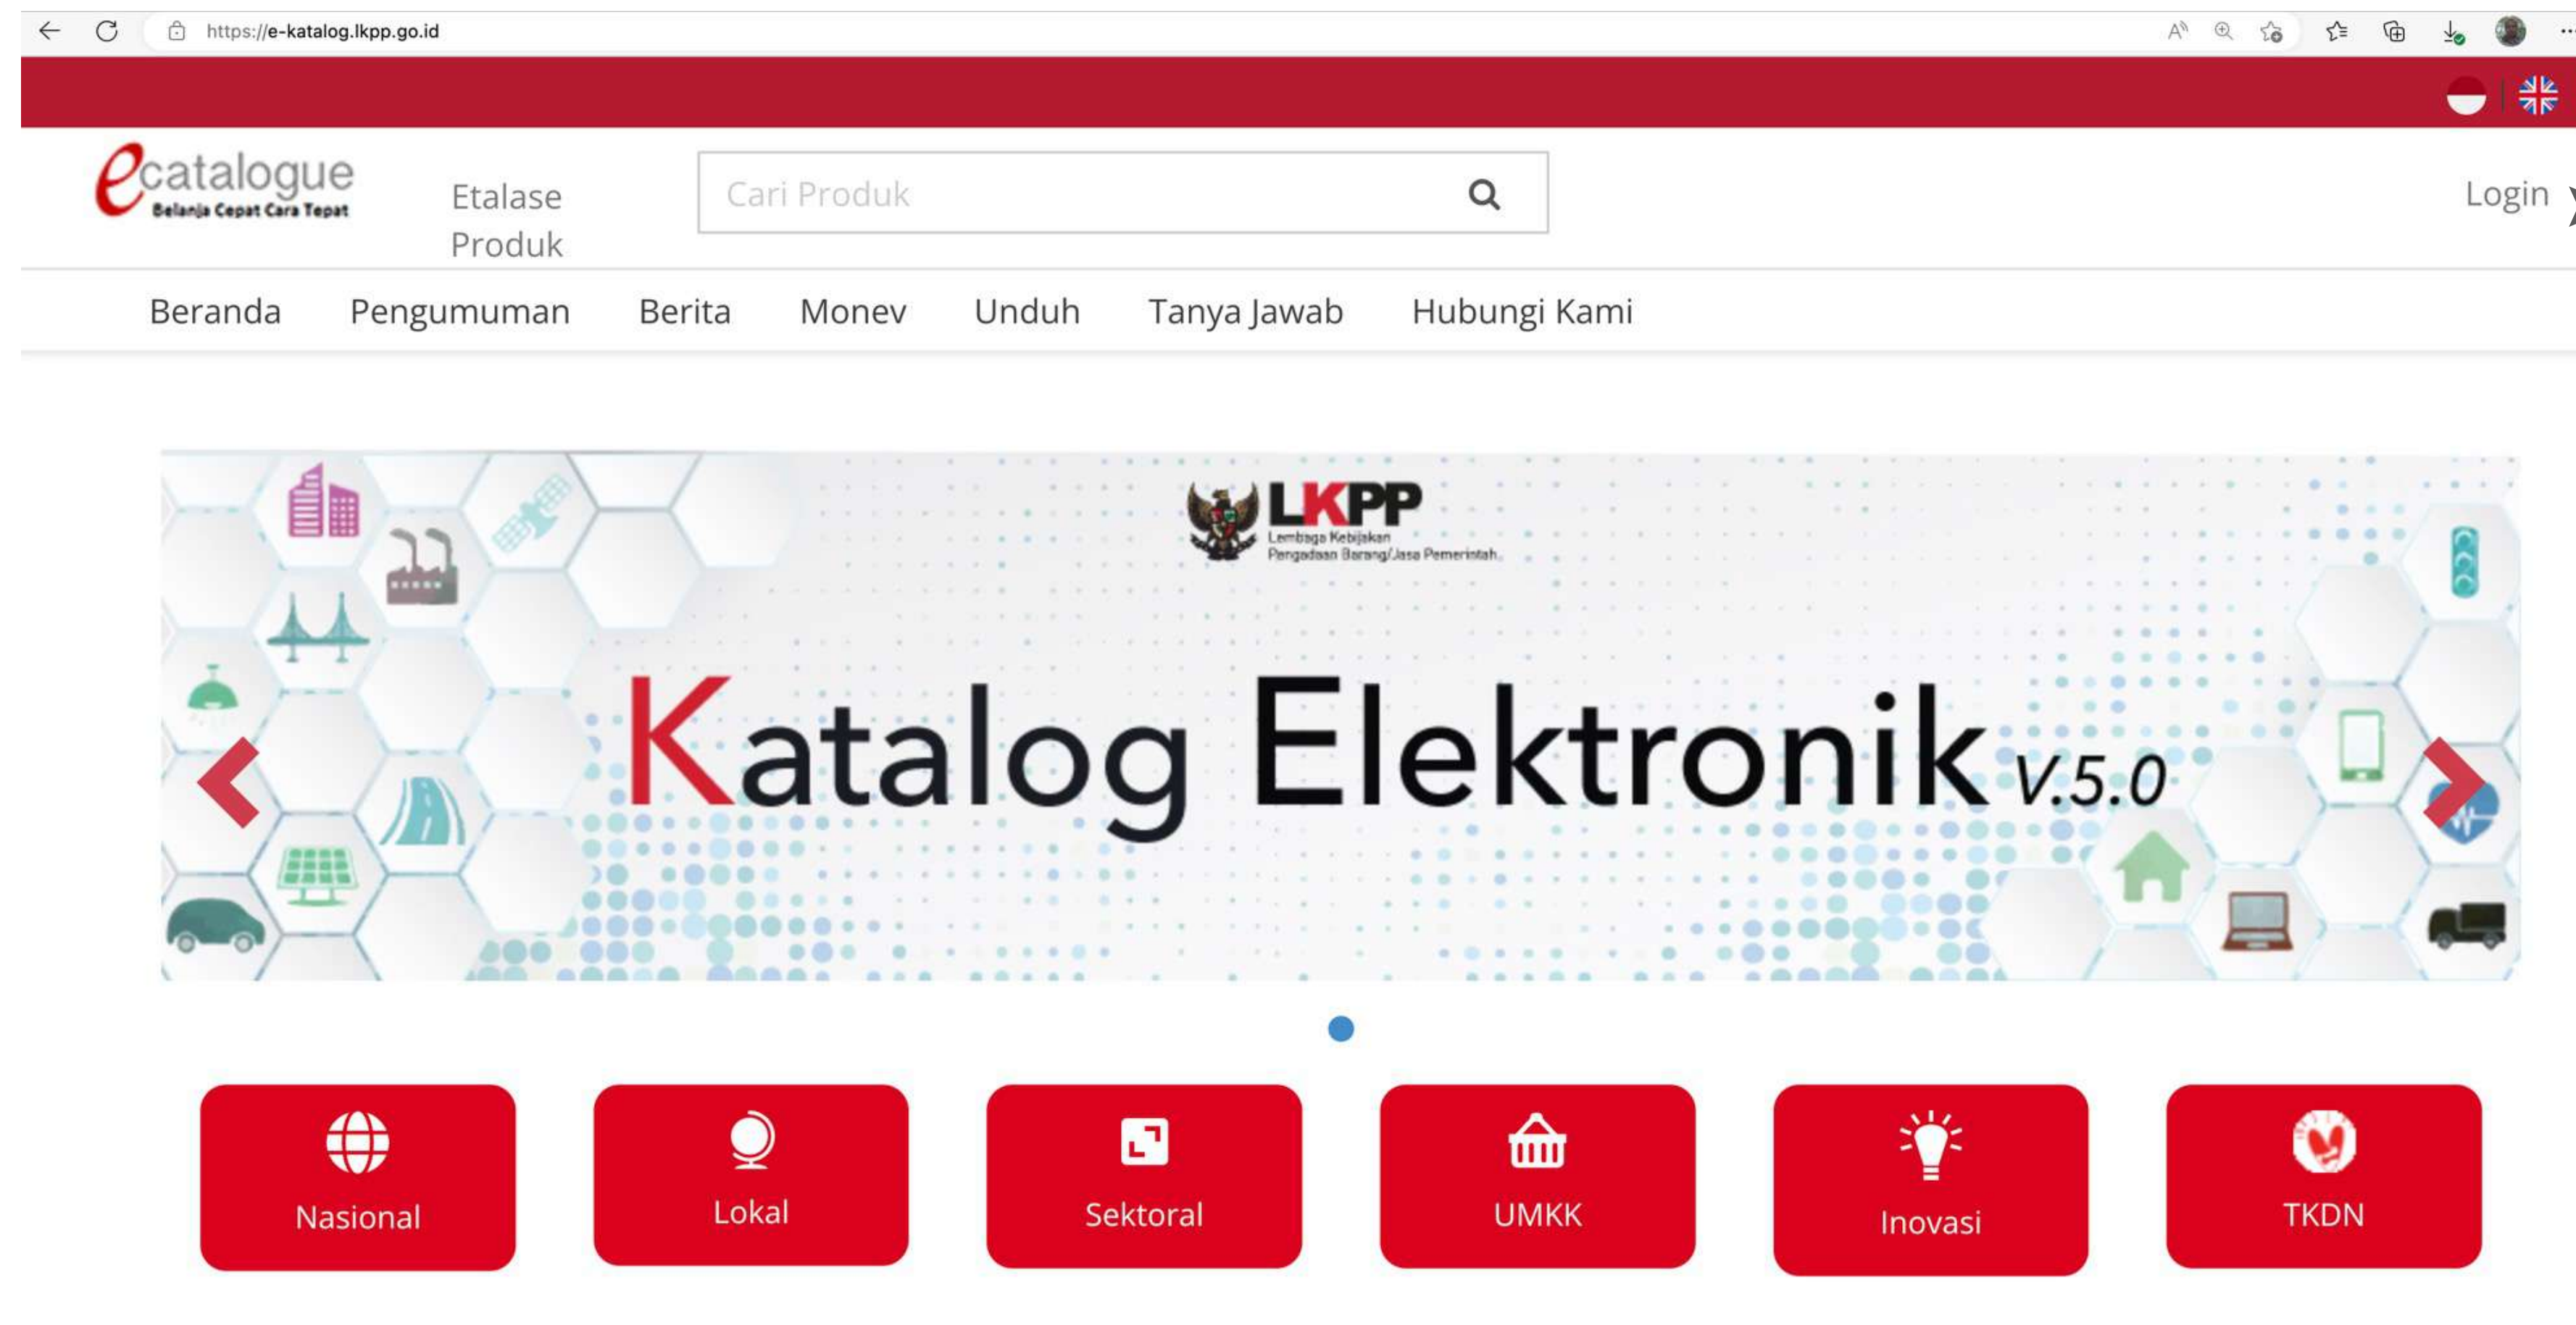 https://e-katalog.lkpp.go.id
ecatalogue
Belanja Cepat Cara Tepat
Etalase
Produk
Cari Produk
Login
Beranda Pengumuman Berita Monev Unduh Tanya Jawab Hubungi Kami
LKPP
Lembaga Kebijakan
Pengadaan Barang/Jasa Pemerintah
Katalog Elektronik V.5.0
Nasional
Lokal
Sektoral
UMKK
Inovasi
TKDN